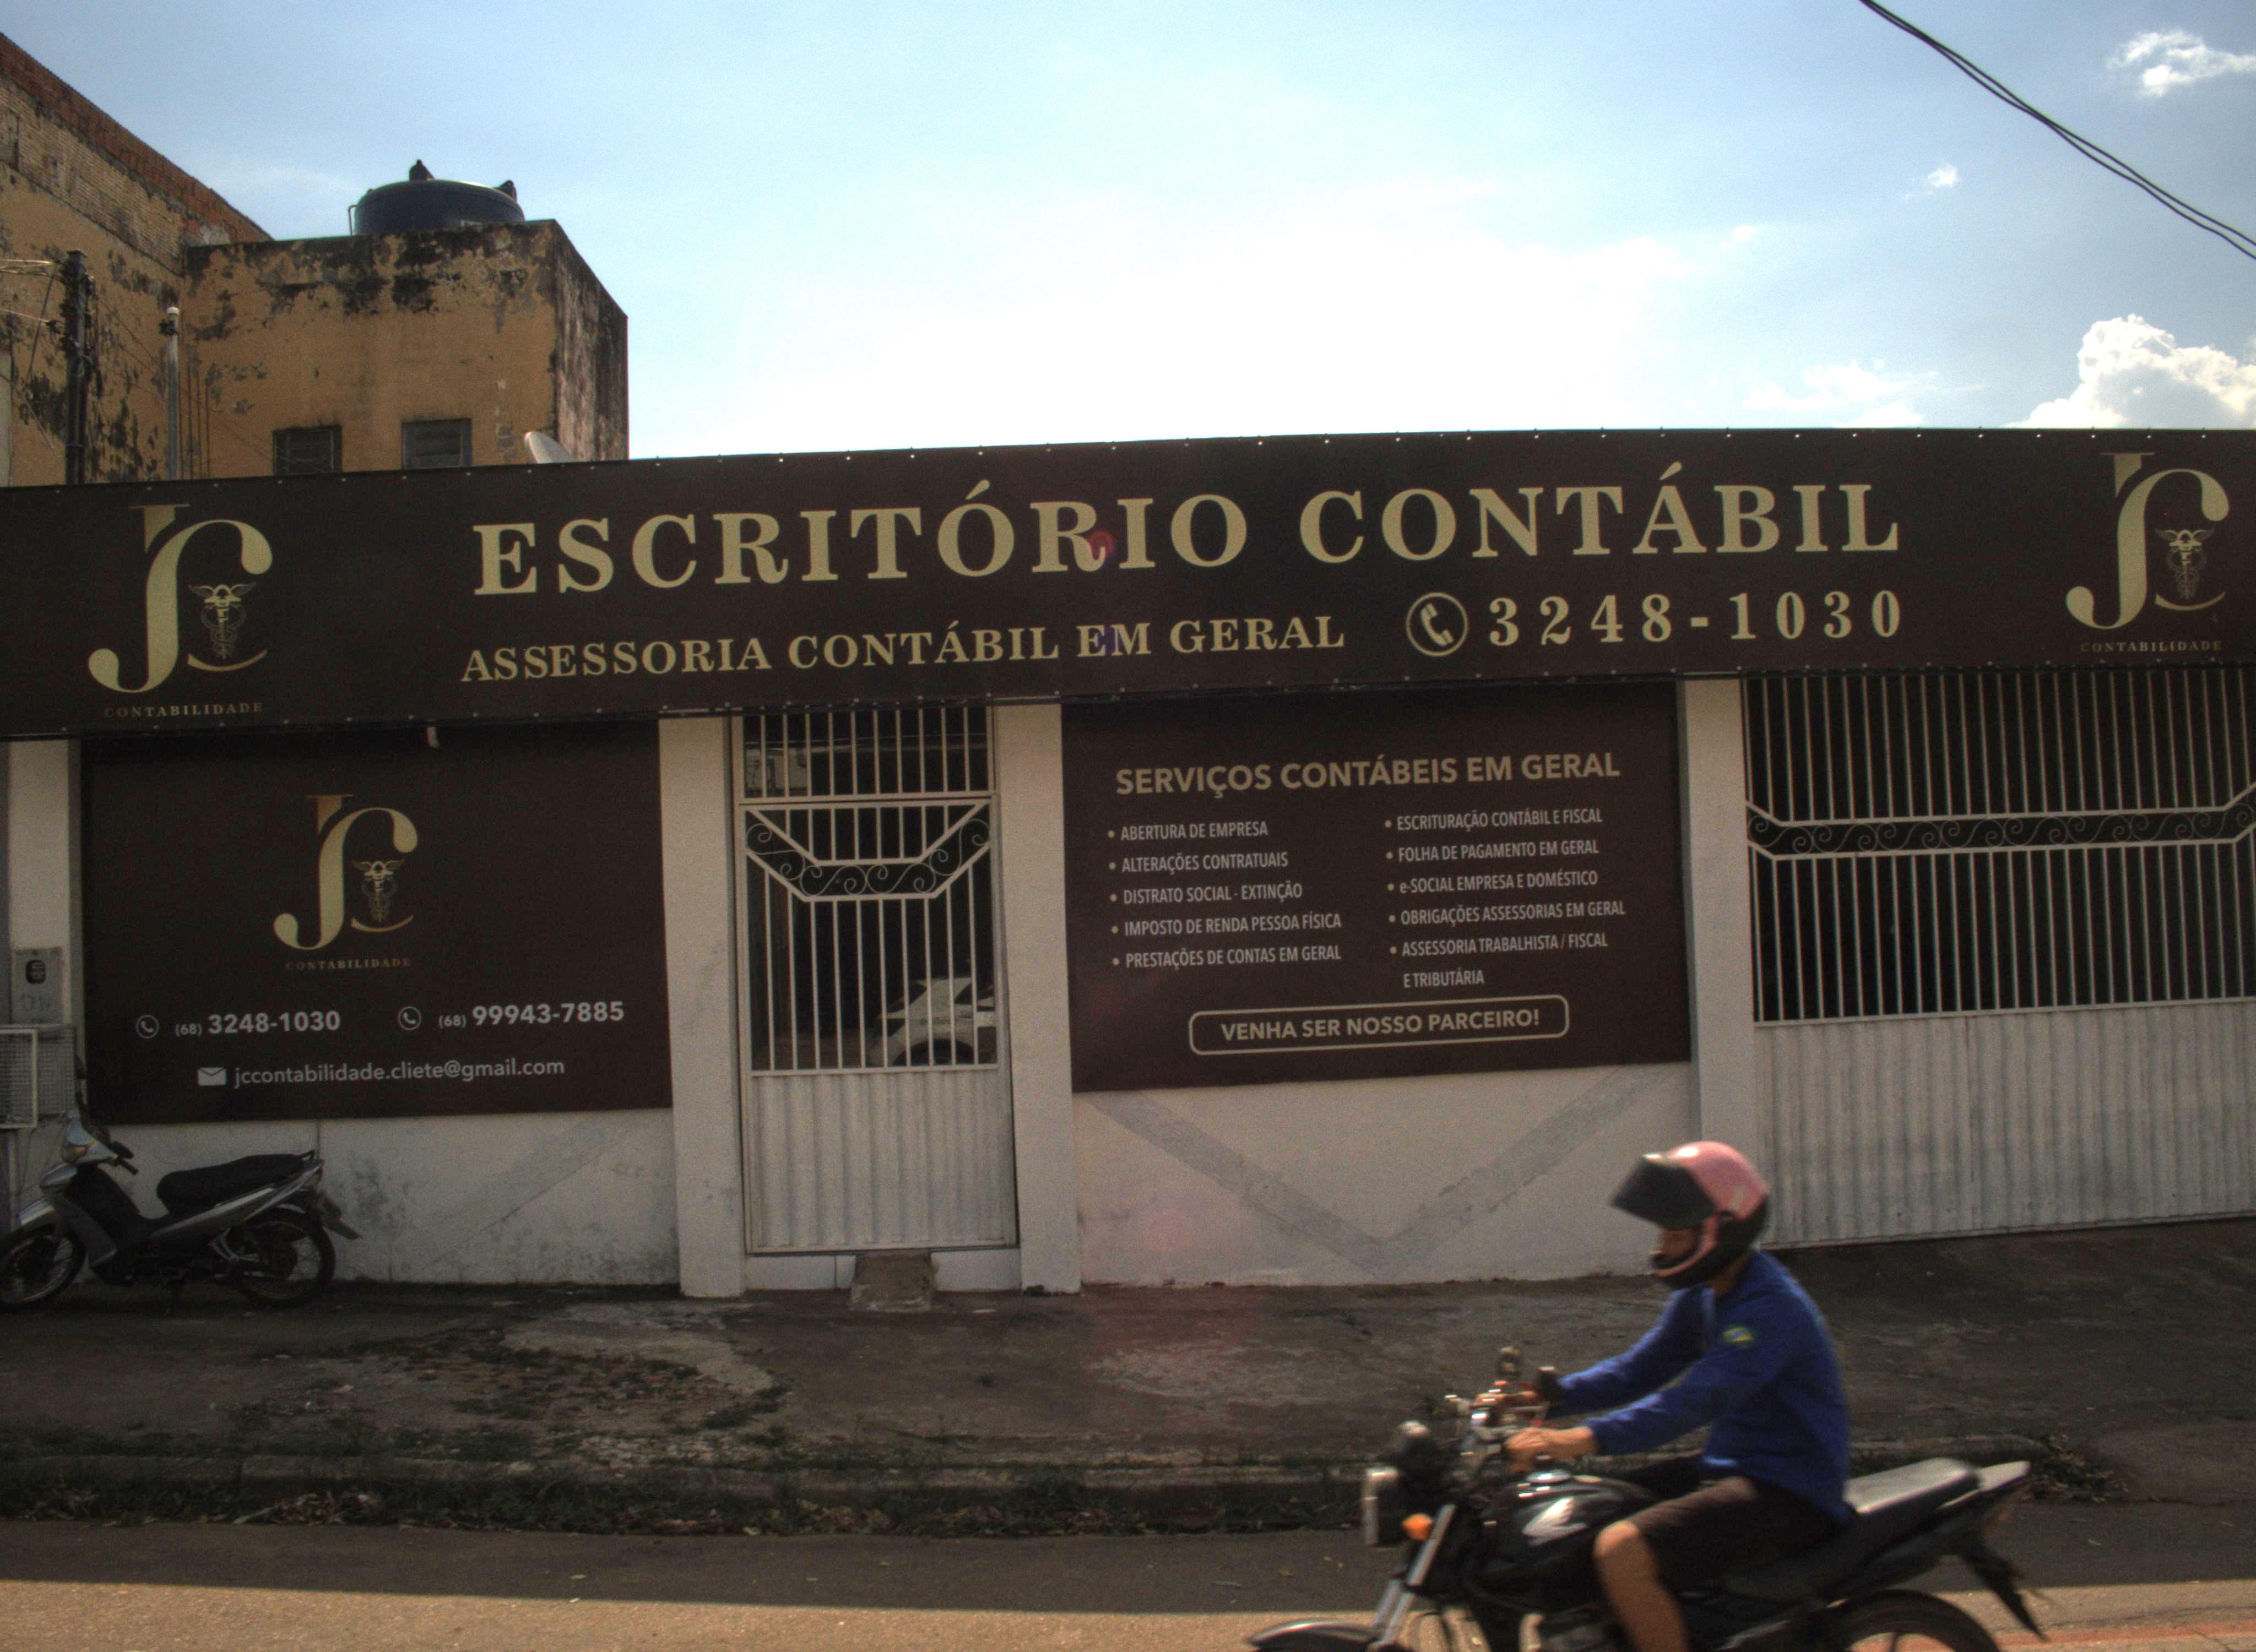 JC
CONTABILIDADE
ESCRITÓRIO CONTÁBIL
ASSESSORIA CONTÁBIL EM GERAL
3248-1030
JC
CONTABILIDADE
JC
CONTABILIDADE
(68) 3248-1030
(68) 99943-7885
jccontabilidade.cliete@gmail.com
SERVIÇOS CONTÁBEIS EM GERAL
• ABERTURA DE EMPRESA
• ALTERAÇÕES CONTRATUAIS
• DISTRATO SOCIAL - EXTINÇÃO
• IMPOSTO DE RENDA PESSOA FÍSICA
• PRESTAÇÕES DE CONTAS EM GERAL
• ESCRITURAÇÃO CONTÁBIL E FISCAL
• FOLHA DE PAGAMENTO EM GERAL
• e-SOCIAL EMPRESA E DOMÉSTICO
• OBRIGAÇÕES ASSESSORIAS EM GERAL
• ASSESSORIA TRABALHISTA / FISCAL
E TRIBUTÁRIA
VENHA SER NOSSO PARCEIRO!